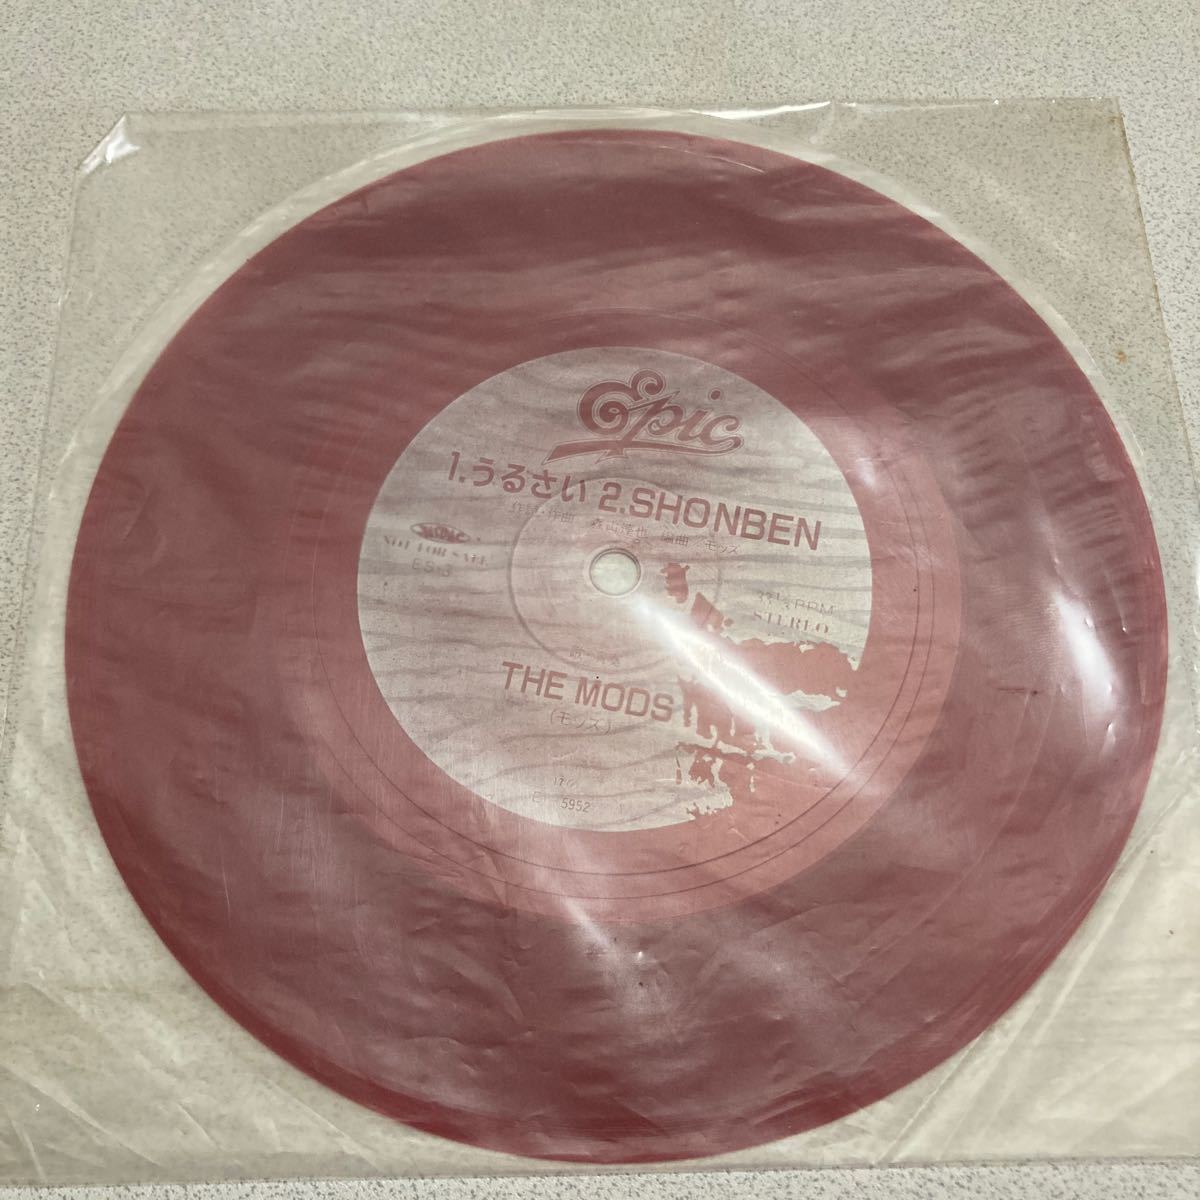 Epic
1.うるさい 2.SHONBEN
作詞・作曲 森山達也 編曲 モッズ
NOT FOR SALE
ES-3
33⅓RPM
STEREO
THE MODS
(モッズ)
5952